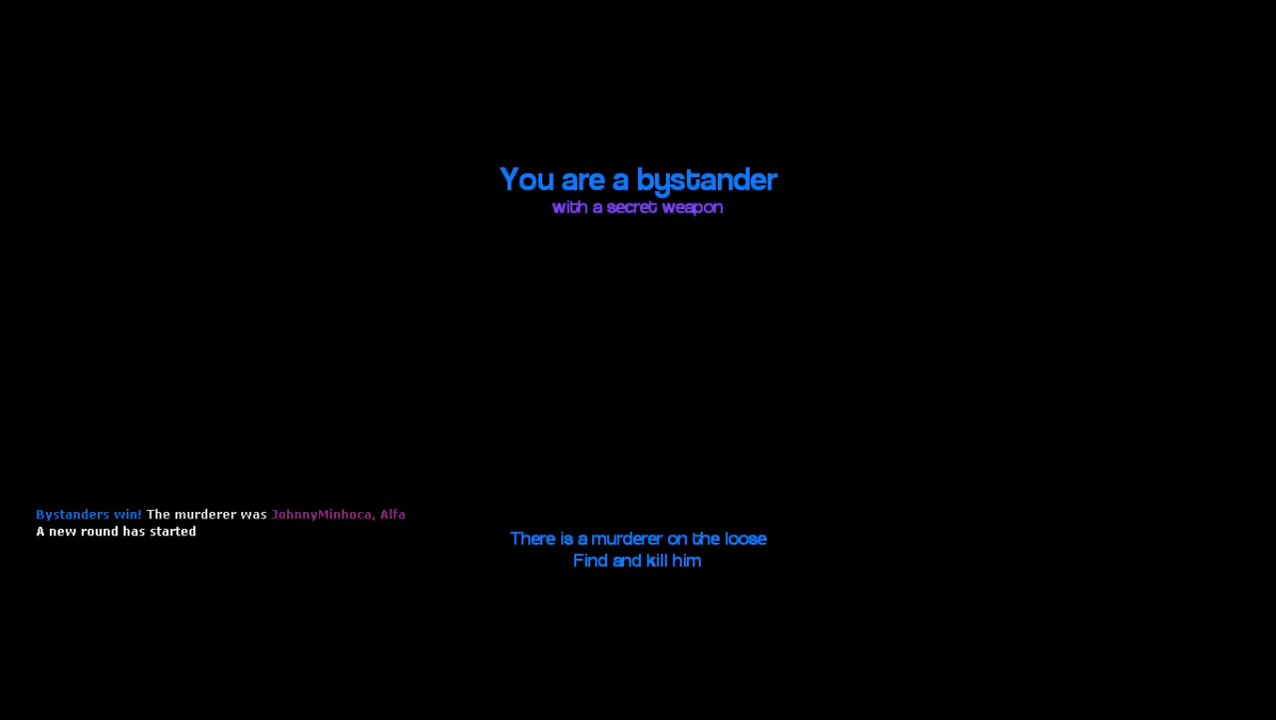 You are a bystander
with a secret weapon
Bystanders win! The murderer was JohnnyMinhoca, Alfa
A new round has started
There is a murderer on the loose
Find and kill him